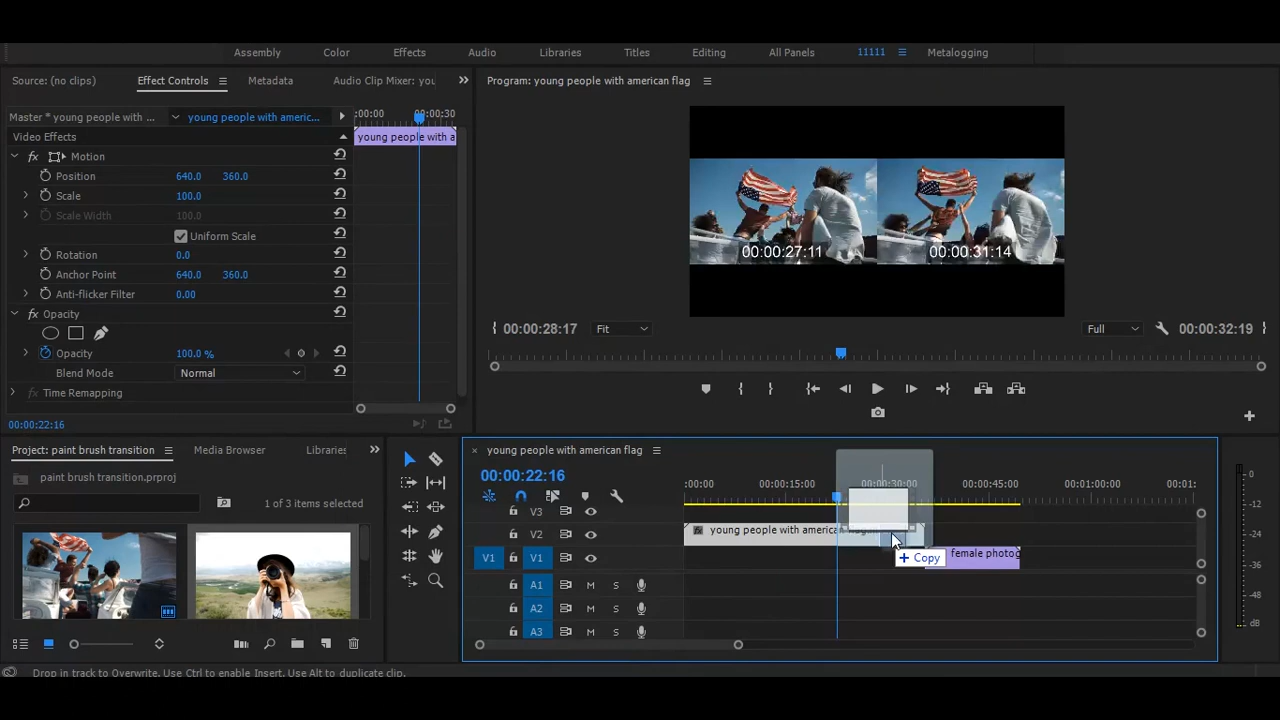 Assembly Color Effects Audio Libraries Titles Editing All Panels 11111 Metalogging
Source: (no clips) Effect Controls Metadata Audio Clip Mixer: you
Program: young people with american flag
Master * young people with ... young people with americ...
:00:00 00:00:30
young people with a
Video Effects
fx Motion
Position 640.0 360.0
Scale 100.0
Scale Width 100.0
Uniform Scale
Rotation 0.0
Anchor Point 640.0 360.0
Anti-flicker Filter 0.00
fx Opacity
Opacity 100.0 %
Blend Mode Normal
fx Time Remapping
00:00:22:16
00:00:27:11 00:00:31:14
00:00:28:17 Fit Full 00:00:32:19
Project: paint brush transition Media Browser Libraries
paint brush transition.prproj
1 of 3 items selected
young people with american flag
00:00:22:16
:00:00 00:00:15:00 00:00:30:00 00:00:45:00 00:01:00:00 00:01:
V3
V2 young people with american flag
V1 V1 female photog
Copy
A1 M S
A2 M S
A3 M S
0
-12
-24
-36
-48
dB
Drop in track to Overwrite. Use Ctrl to enable Insert. Use Alt to duplicate clip.